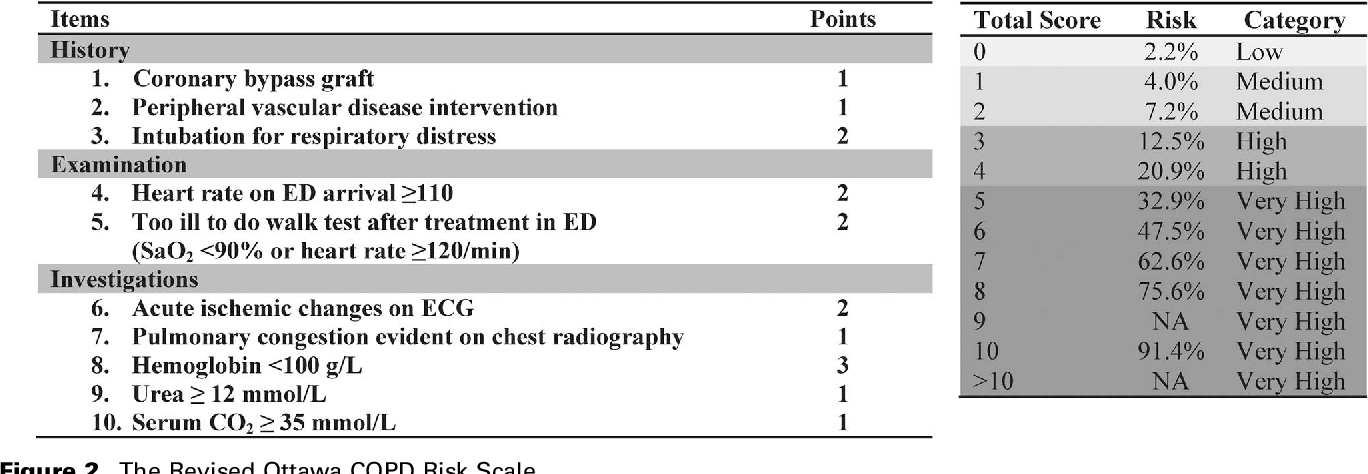 Items Points
History
1. Coronary bypass graft 1
2. Peripheral vascular disease intervention 1
3. Intubation for respiratory distress 2
Examination
4. Heart rate on ED arrival ≥110 2
5. Too ill to do walk test after treatment in ED 2
(SaO₂ <90% or heart rate ≥120/min)
Investigations
6. Acute ischemic changes on ECG 2
7. Pulmonary congestion evident on chest radiography 1
8. Hemoglobin <100 g/L 3
9. Urea ≥ 12 mmol/L 1
10. Serum CO₂ ≥ 35 mmol/L 1
Total Score Risk Category
0 2.2% Low
1 4.0% Medium
2 7.2% Medium
3 12.5% High
4 20.9% High
5 32.9% Very High
6 47.5% Very High
7 62.6% Very High
8 75.6% Very High
9 NA Very High
10 91.4% Very High
>10 NA Very High
Figure 2 The Revised Ottawa COPD Risk Scale